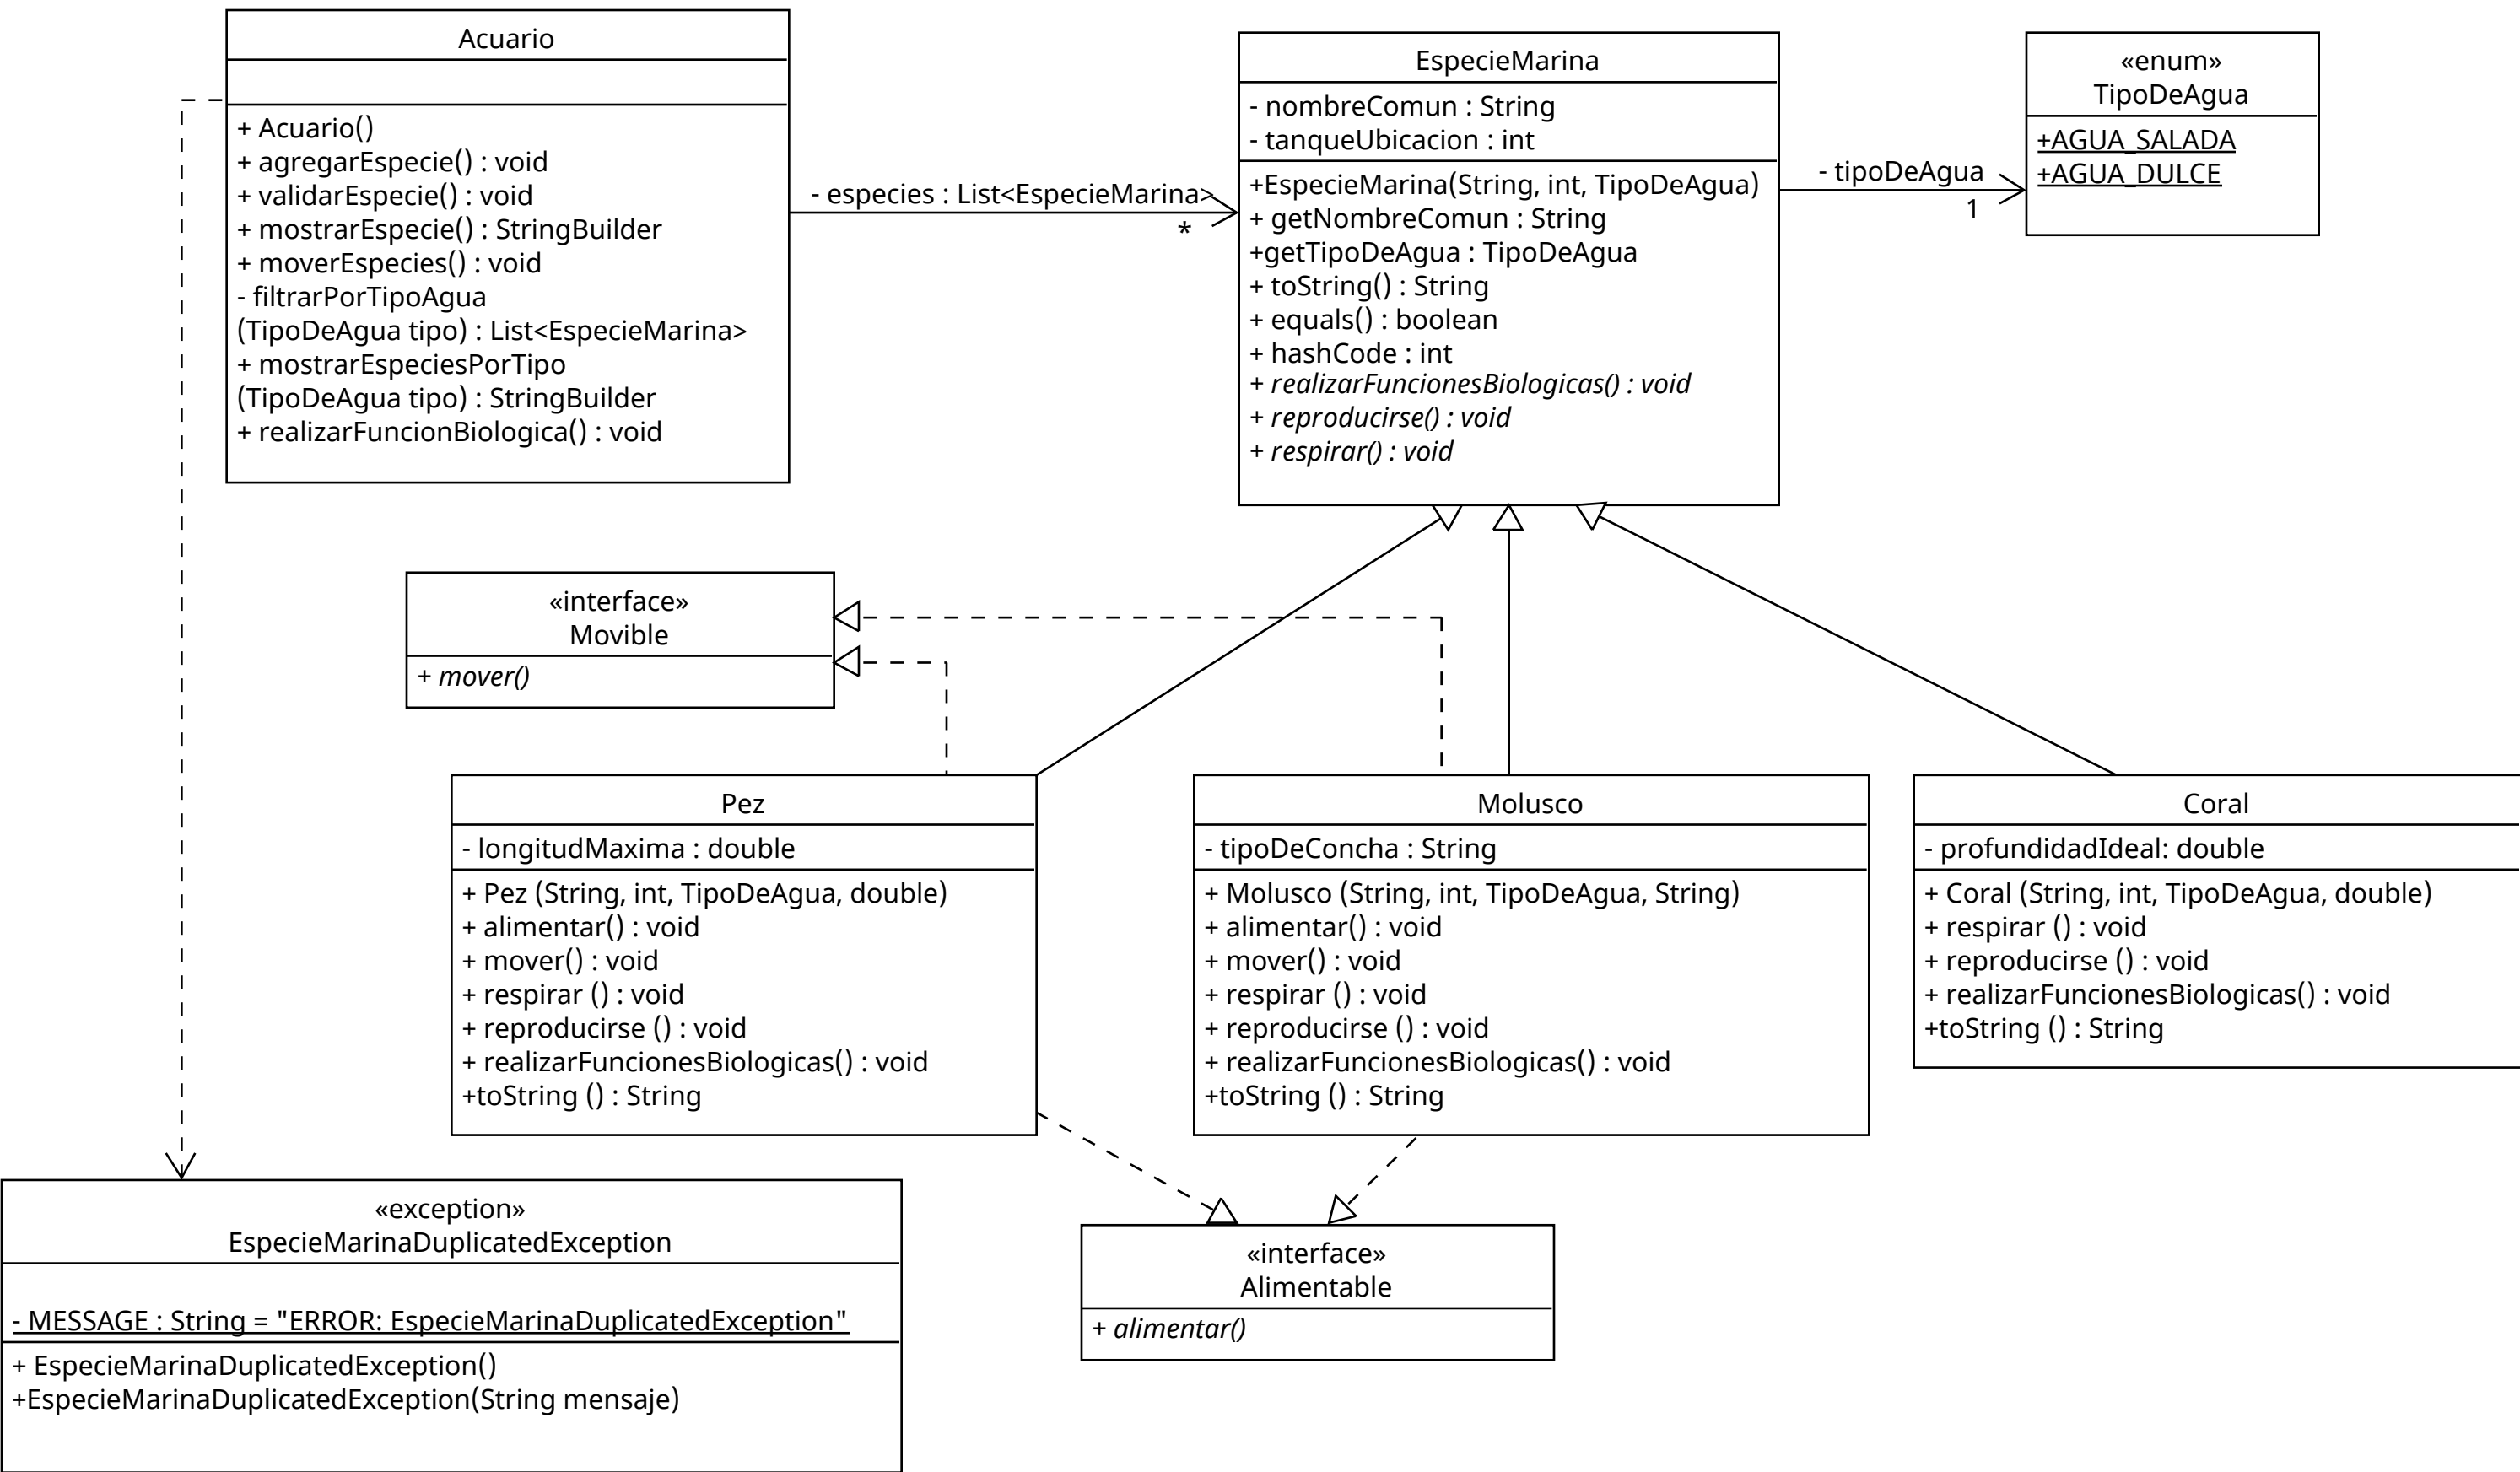 Acuario
+ Acuario()
+ agregarEspecie() : void
+ validarEspecie() : void
+ mostrarEspecie() : StringBuilder
+ moverEspecies() : void
- filtrarPorTipoAgua
(TipoDeAgua tipo) : List<EspecieMarina>
+ mostrarEspeciesPorTipo
(TipoDeAgua tipo) : StringBuilder
+ realizarFuncionBiologica() : void
- especies : List<EspecieMarina>
*
EspecieMarina
- nombreComun : String
- tanqueUbicacion : int
+EspecieMarina(String, int, TipoDeAgua)
+ getNombreComun : String
+getTipoDeAgua : TipoDeAgua
+ toString() : String
+ equals() : boolean
+ hashCode : int
+ realizarFuncionesBiologicas() : void
+ reproducirse() : void
+ respirar() : void
- tipoDeAgua
1
«enum»
TipoDeAgua
+AGUA_SALADA
+AGUA_DULCE
«interface»
Movible
+ mover()
Pez
- longitudMaxima : double
+ Pez (String, int, TipoDeAgua, double)
+ alimentar() : void
+ mover() : void
+ respirar () : void
+ reproducirse () : void
+ realizarFuncionesBiologicas() : void
+toString () : String
Molusco
- tipoDeConcha : String
+ Molusco (String, int, TipoDeAgua, String)
+ alimentar() : void
+ mover() : void
+ respirar () : void
+ reproducirse () : void
+ realizarFuncionesBiologicas() : void
+toString () : String
Coral
- profundidadIdeal: double
+ Coral (String, int, TipoDeAgua, double)
+ respirar () : void
+ reproducirse () : void
+ realizarFuncionesBiologicas() : void
+toString () : String
«exception»
EspecieMarinaDuplicatedException
- MESSAGE : String = "ERROR: EspecieMarinaDuplicatedException"
+ EspecieMarinaDuplicatedException()
+EspecieMarinaDuplicatedException(String mensaje)
«interface»
Alimentable
+ alimentar()